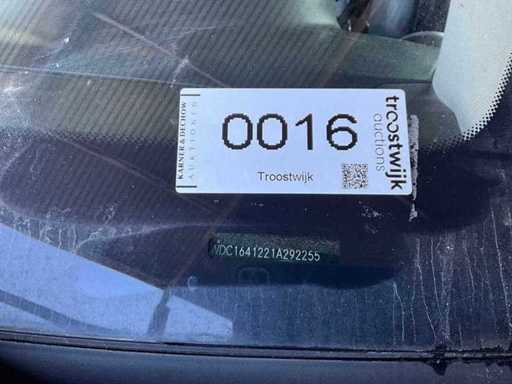 KARNER & DECHOW
AUKTIONEN
0016
Troostwijk
troostwijk
auctions
WDC1641221A292255